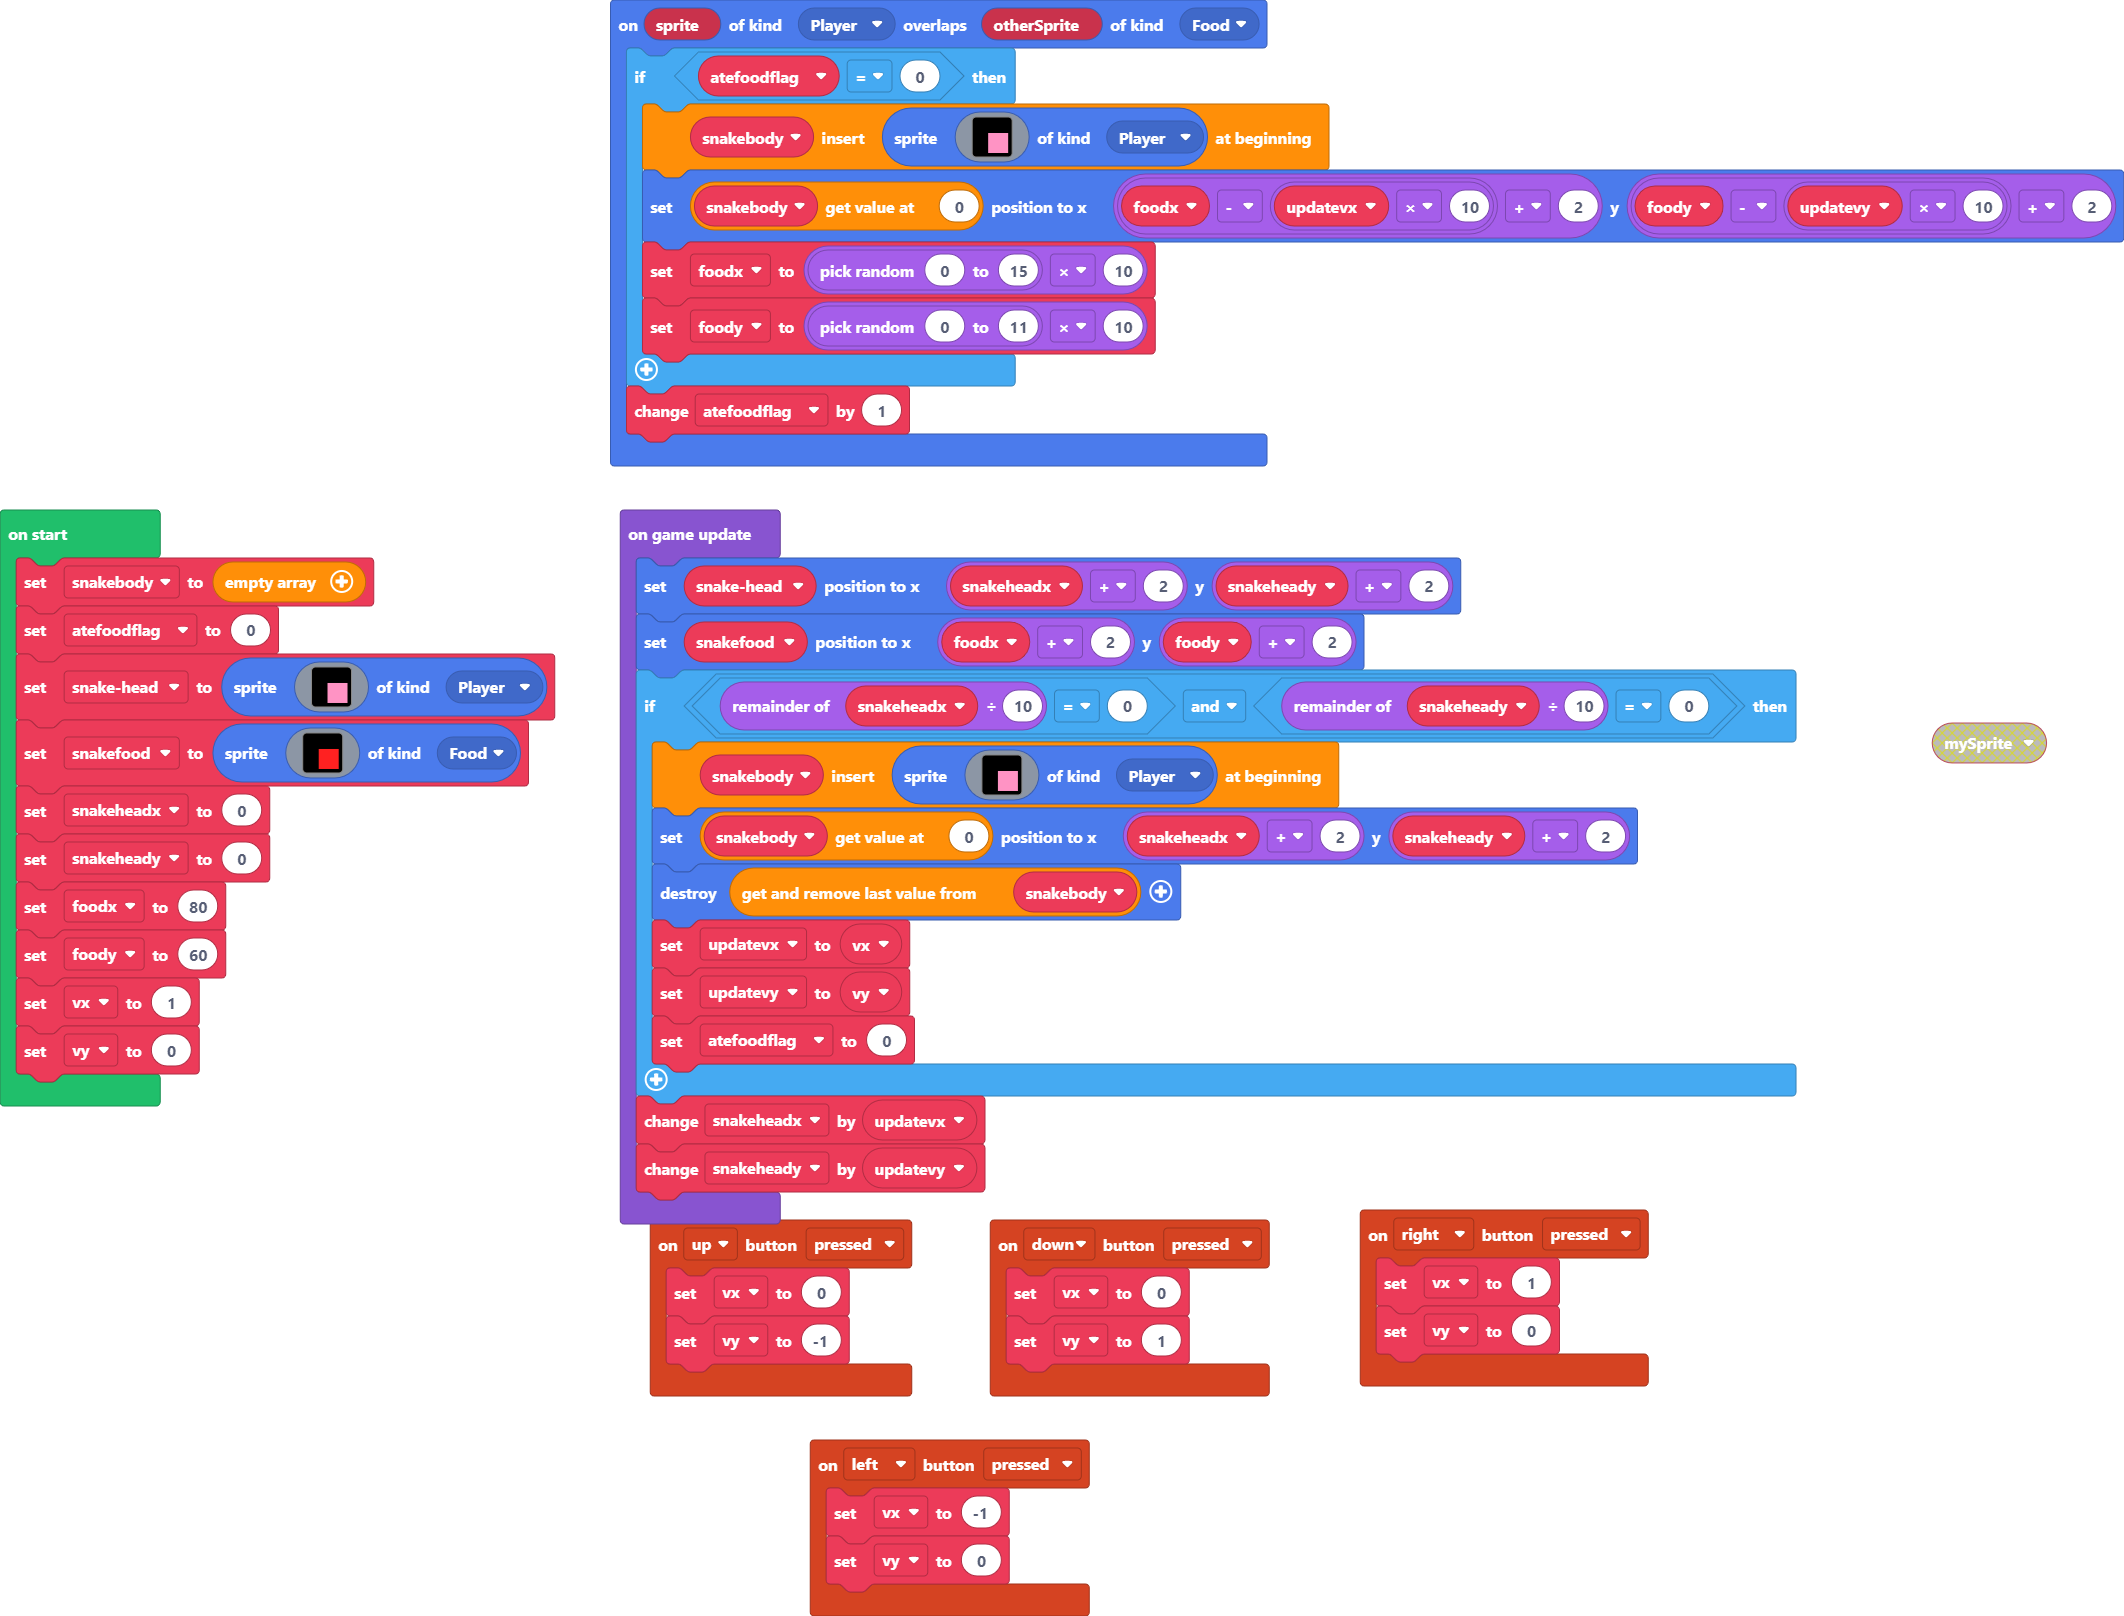 on sprite of kind Player overlaps otherSprite of kind Food
if atefoodflag = 0 then
snakebody insert sprite of kind Player at beginning
set snakebody get value at 0 position to x foodx - updatevx × 10 + 2 y foody - updatevy × 10 + 2
set foodx to pick random 0 to 15 × 10
set foody to pick random 0 to 11 × 10
change atefoodflag by 1
on start
set snakebody to empty array
set atefoodflag to 0
set snake-head to sprite of kind Player
set snakefood to sprite of kind Food
set snakeheadx to 0
set snakeheady to 0
set foodx to 80
set foody to 60
set vx to 1
set vy to 0
on game update
set snake-head position to x snakeheadx + 2 y snakeheady + 2
set snakefood position to x foodx + 2 y foody + 2
if remainder of snakeheadx ÷ 10 = 0 and remainder of snakeheady ÷ 10 = 0 then
snakebody insert sprite of kind Player at beginning
set snakebody get value at 0 position to x snakeheadx + 2 y snakeheady + 2
destroy get and remove last value from snakebody
set updatevx to vx
set updatevy to vy
set atefoodflag to 0
change snakeheadx by updatevx
change snakeheady by updatevy
mySprite
on up button pressed
set vx to 0
set vy to -1
on down button pressed
set vx to 0
set vy to 1
on right button pressed
set vx to 1
set vy to 0
on left button pressed
set vx to -1
set vy to 0